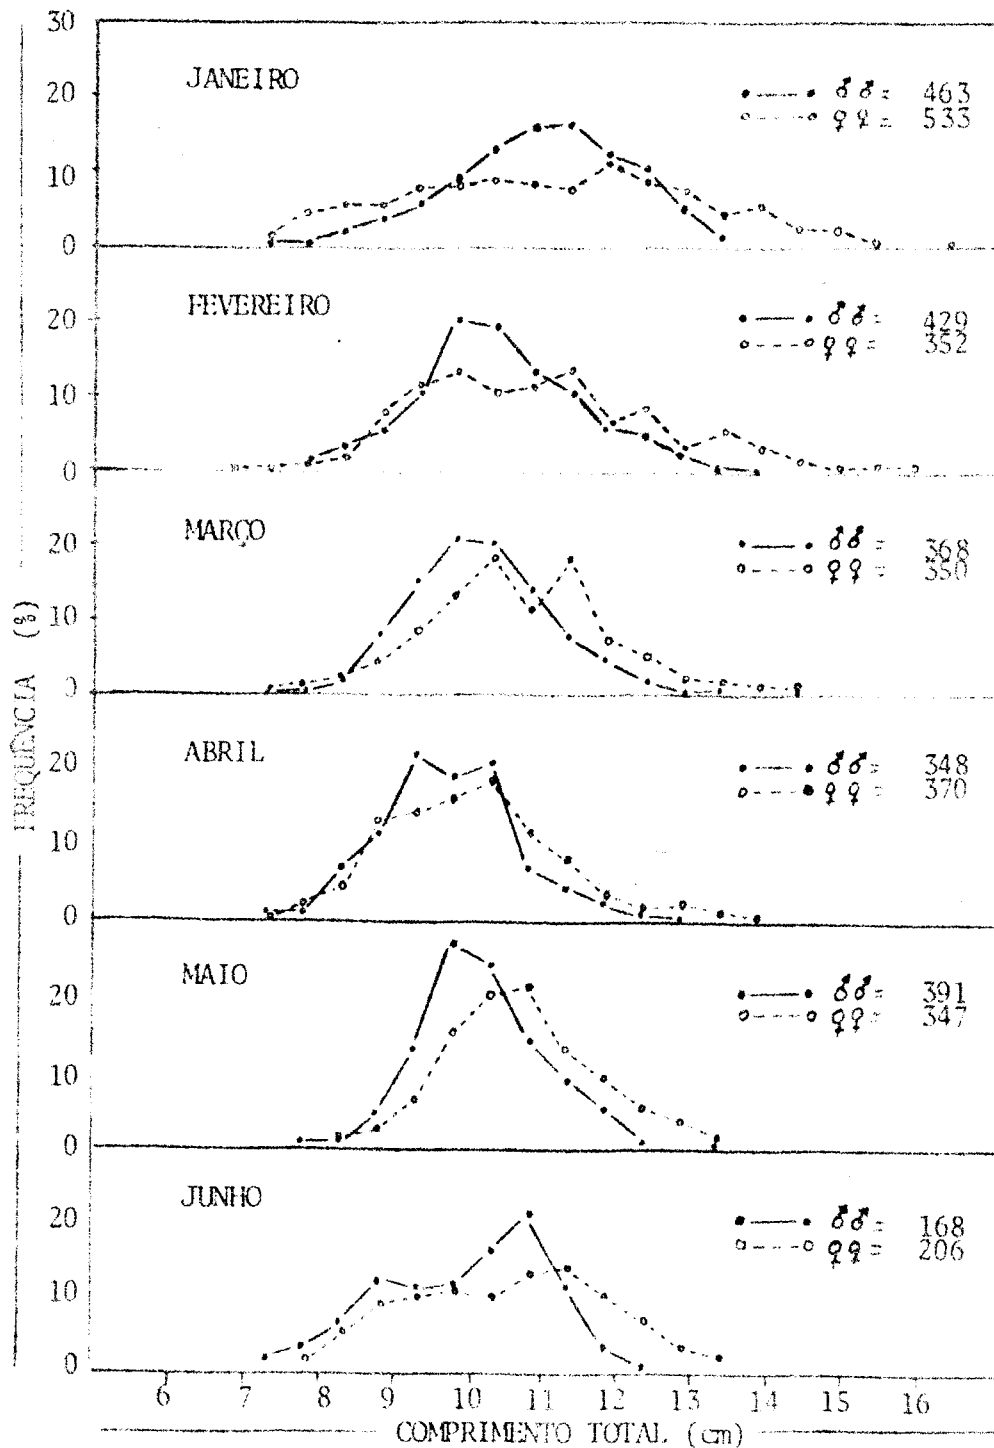 30
20
10
0
JANEIRO
♂♂ = 463
♀♀ = 533
20
10
0
FEVEREIRO
♂♂ = 429
♀♀ = 352
20
10
0
MARÇO
♂♂ = 368
♀♀ = 350
20
10
0
ABRIL
♂♂ = 348
♀♀ = 370
20
10
0
MAIO
♂♂ = 391
♀♀ = 347
20
10
0
JUNHO
♂♂ = 168
♀♀ = 206
FREQUÊNCIA (%)
6 7 8 9 10 11 12 13 14 15 16
COMPRIMENTO TOTAL (cm)